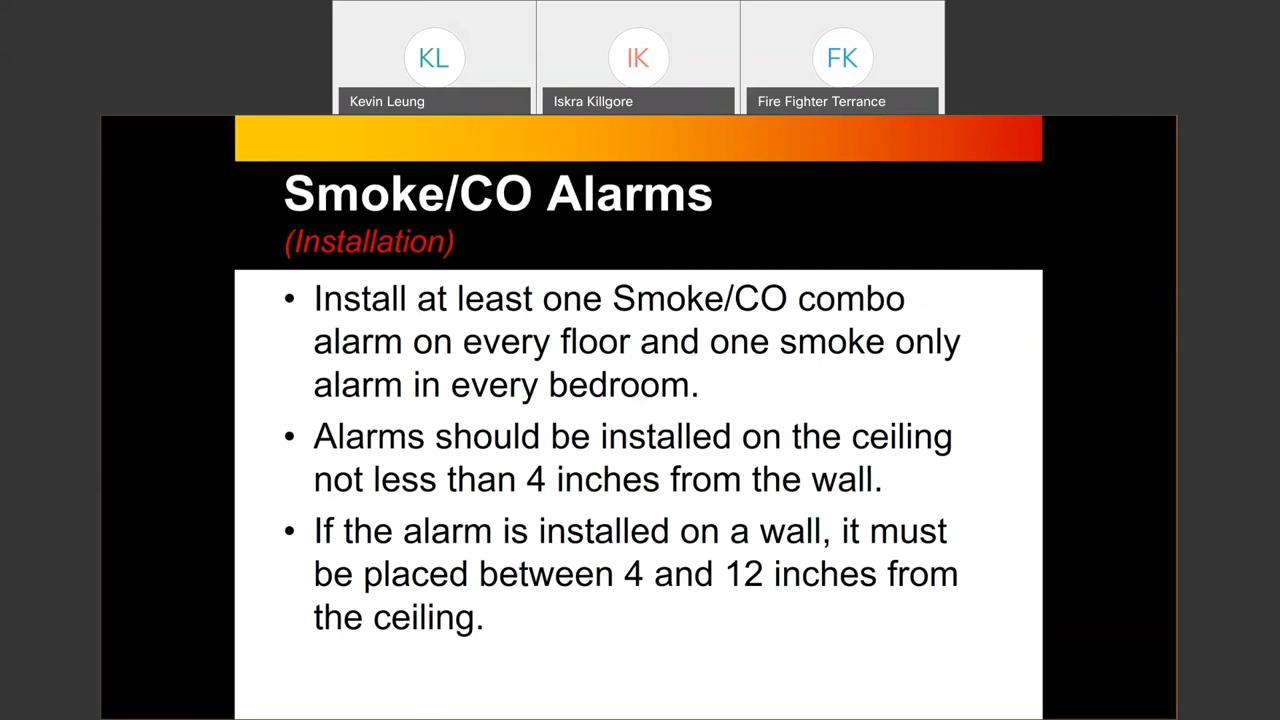 KL
IK
FK
Kevin Leung
Iskra Killgore
Fire Fighter Terrance
Smoke/CO Alarms
(Installation)
• Install at least one Smoke/CO combo
alarm on every floor and one smoke only
alarm in every bedroom.
• Alarms should be installed on the ceiling
not less than 4 inches from the wall.
• If the alarm is installed on a wall, it must
be placed between 4 and 12 inches from
the ceiling.